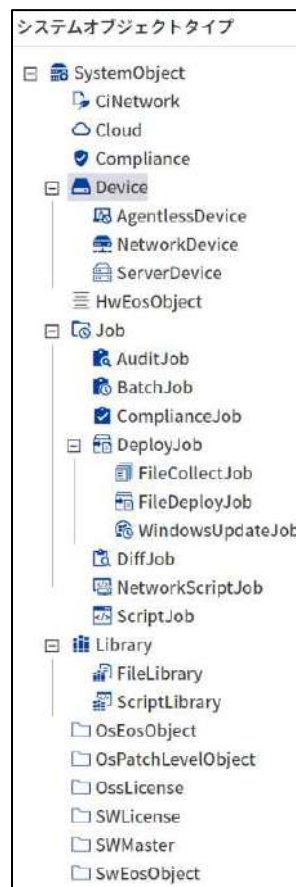 システムオブジェクトタイプ
SystemObject
CiNetwork
Cloud
Compliance
Device
AgentlessDevice
NetworkDevice
ServerDevice
HwEosObject
Job
AuditJob
BatchJob
ComplianceJob
DeployJob
FileCollectJob
FileDeployJob
WindowsUpdateJob
DiffJob
NetworkScriptJob
ScriptJob
Library
FileLibrary
ScriptLibrary
OsEosObject
OsPatchLevelObject
OssLicense
SWLicense
SWMaster
SwEosObject